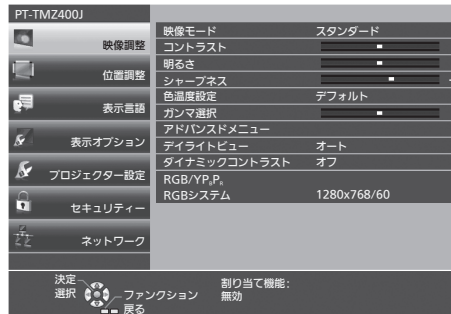 PT-TMZ400J
映像調整
位置調整
表示言語
表示オプション
プロジェクター設定
セキュリティー
ネットワーク
映像モード スタンダード
コントラスト
明るさ
シャープネス
色温度設定 デフォルト
ガンマ選択
アドバンスドメニュー
デイライトビュー オート
ダイナミックコントラスト オフ
RGB/YPBPR
RGBシステム 1280x768/60
決定
選択
ファンクション
戻る
割り当て機能:
無効